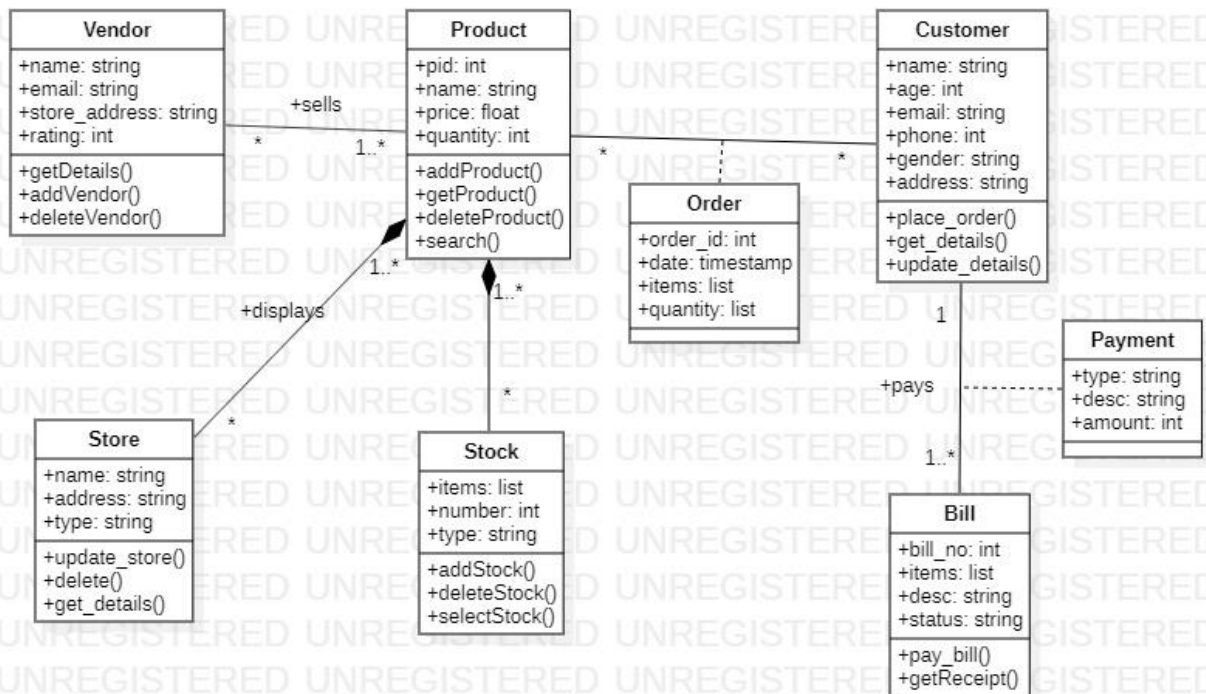 Vendor
+name: string
+email: string
+store_address: string
+rating: int
+getDetails()
+addVendor()
+deleteVendor()
+sells
*
1..*
Product
+pid: int
+name: string
+price: float
+quantity: int
+addProduct()
+getProduct()
+deleteProduct()
+search()
*
*
Order
+order_id: int
+date: timestamp
+items: list
+quantity: list
Customer
+name: string
+age: int
+email: string
+phone: int
+gender: string
+address: string
+place_order()
+get_details()
+update_details()
1..*
+displays
*
1..*
*
1
+pays
1..*
Payment
+type: string
+desc: string
+amount: int
Store
+name: string
+address: string
+type: string
+update_store()
+delete()
+get_details()
Stock
+items: list
+number: int
+type: string
+addStock()
+deleteStock()
+selectStock()
Bill
+bill_no: int
+items: list
+desc: string
+status: string
+pay_bill()
+getReceipt()
UNREGISTERED